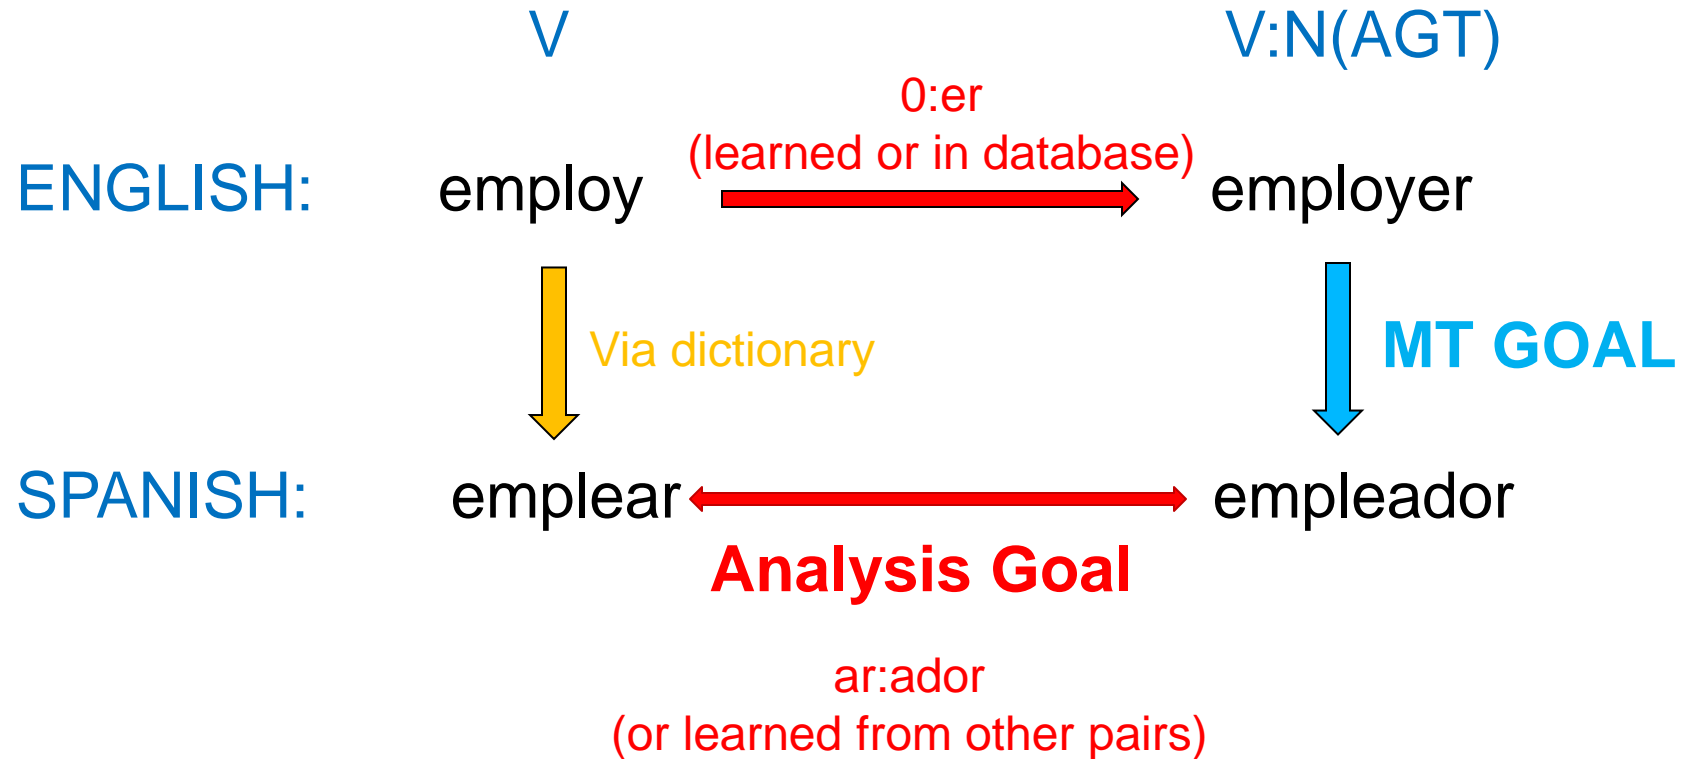 V V:N(AGT)
0:er
(learned or in database)
ENGLISH: employ employer
Via dictionary MT GOAL
SPANISH: emplear empleador
Analysis Goal
ar:ador
(or learned from other pairs)